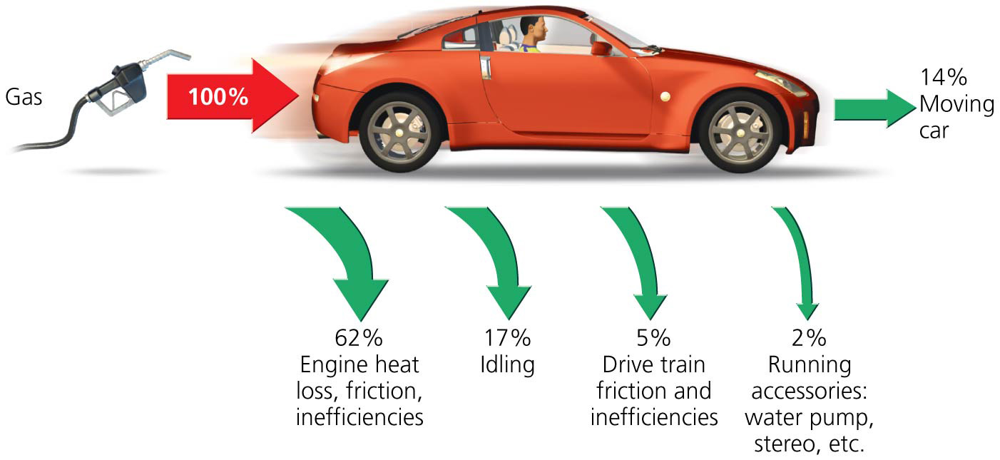 Gas
100%
14%
Moving
car
62%
Engine heat
loss, friction,
inefficiencies
17%
Idling
5%
Drive train
friction and
inefficiencies
2%
Running
accessories:
water pump,
stereo, etc.